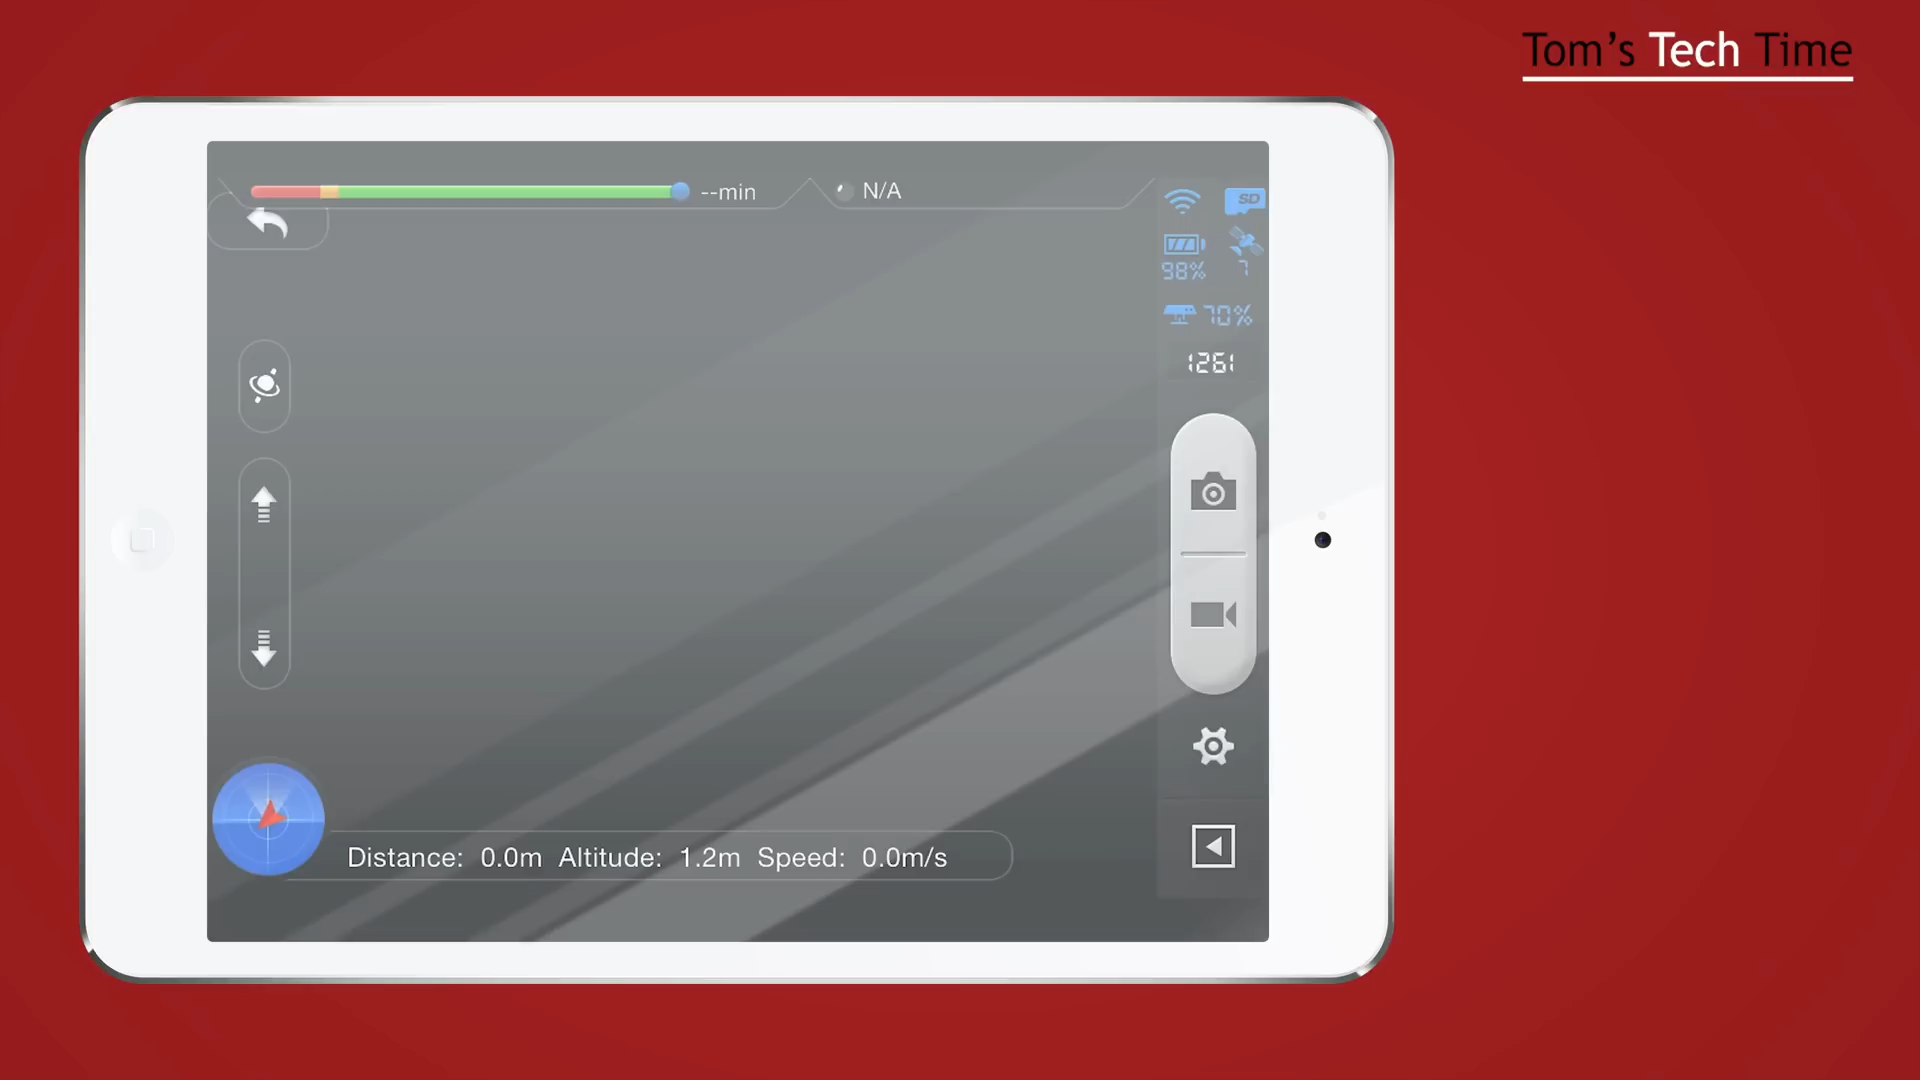 Tom's Tech Time
--min
N/A
SD
98%
7
70%
1261
Distance: 0.0m Altitude: 1.2m Speed: 0.0m/s